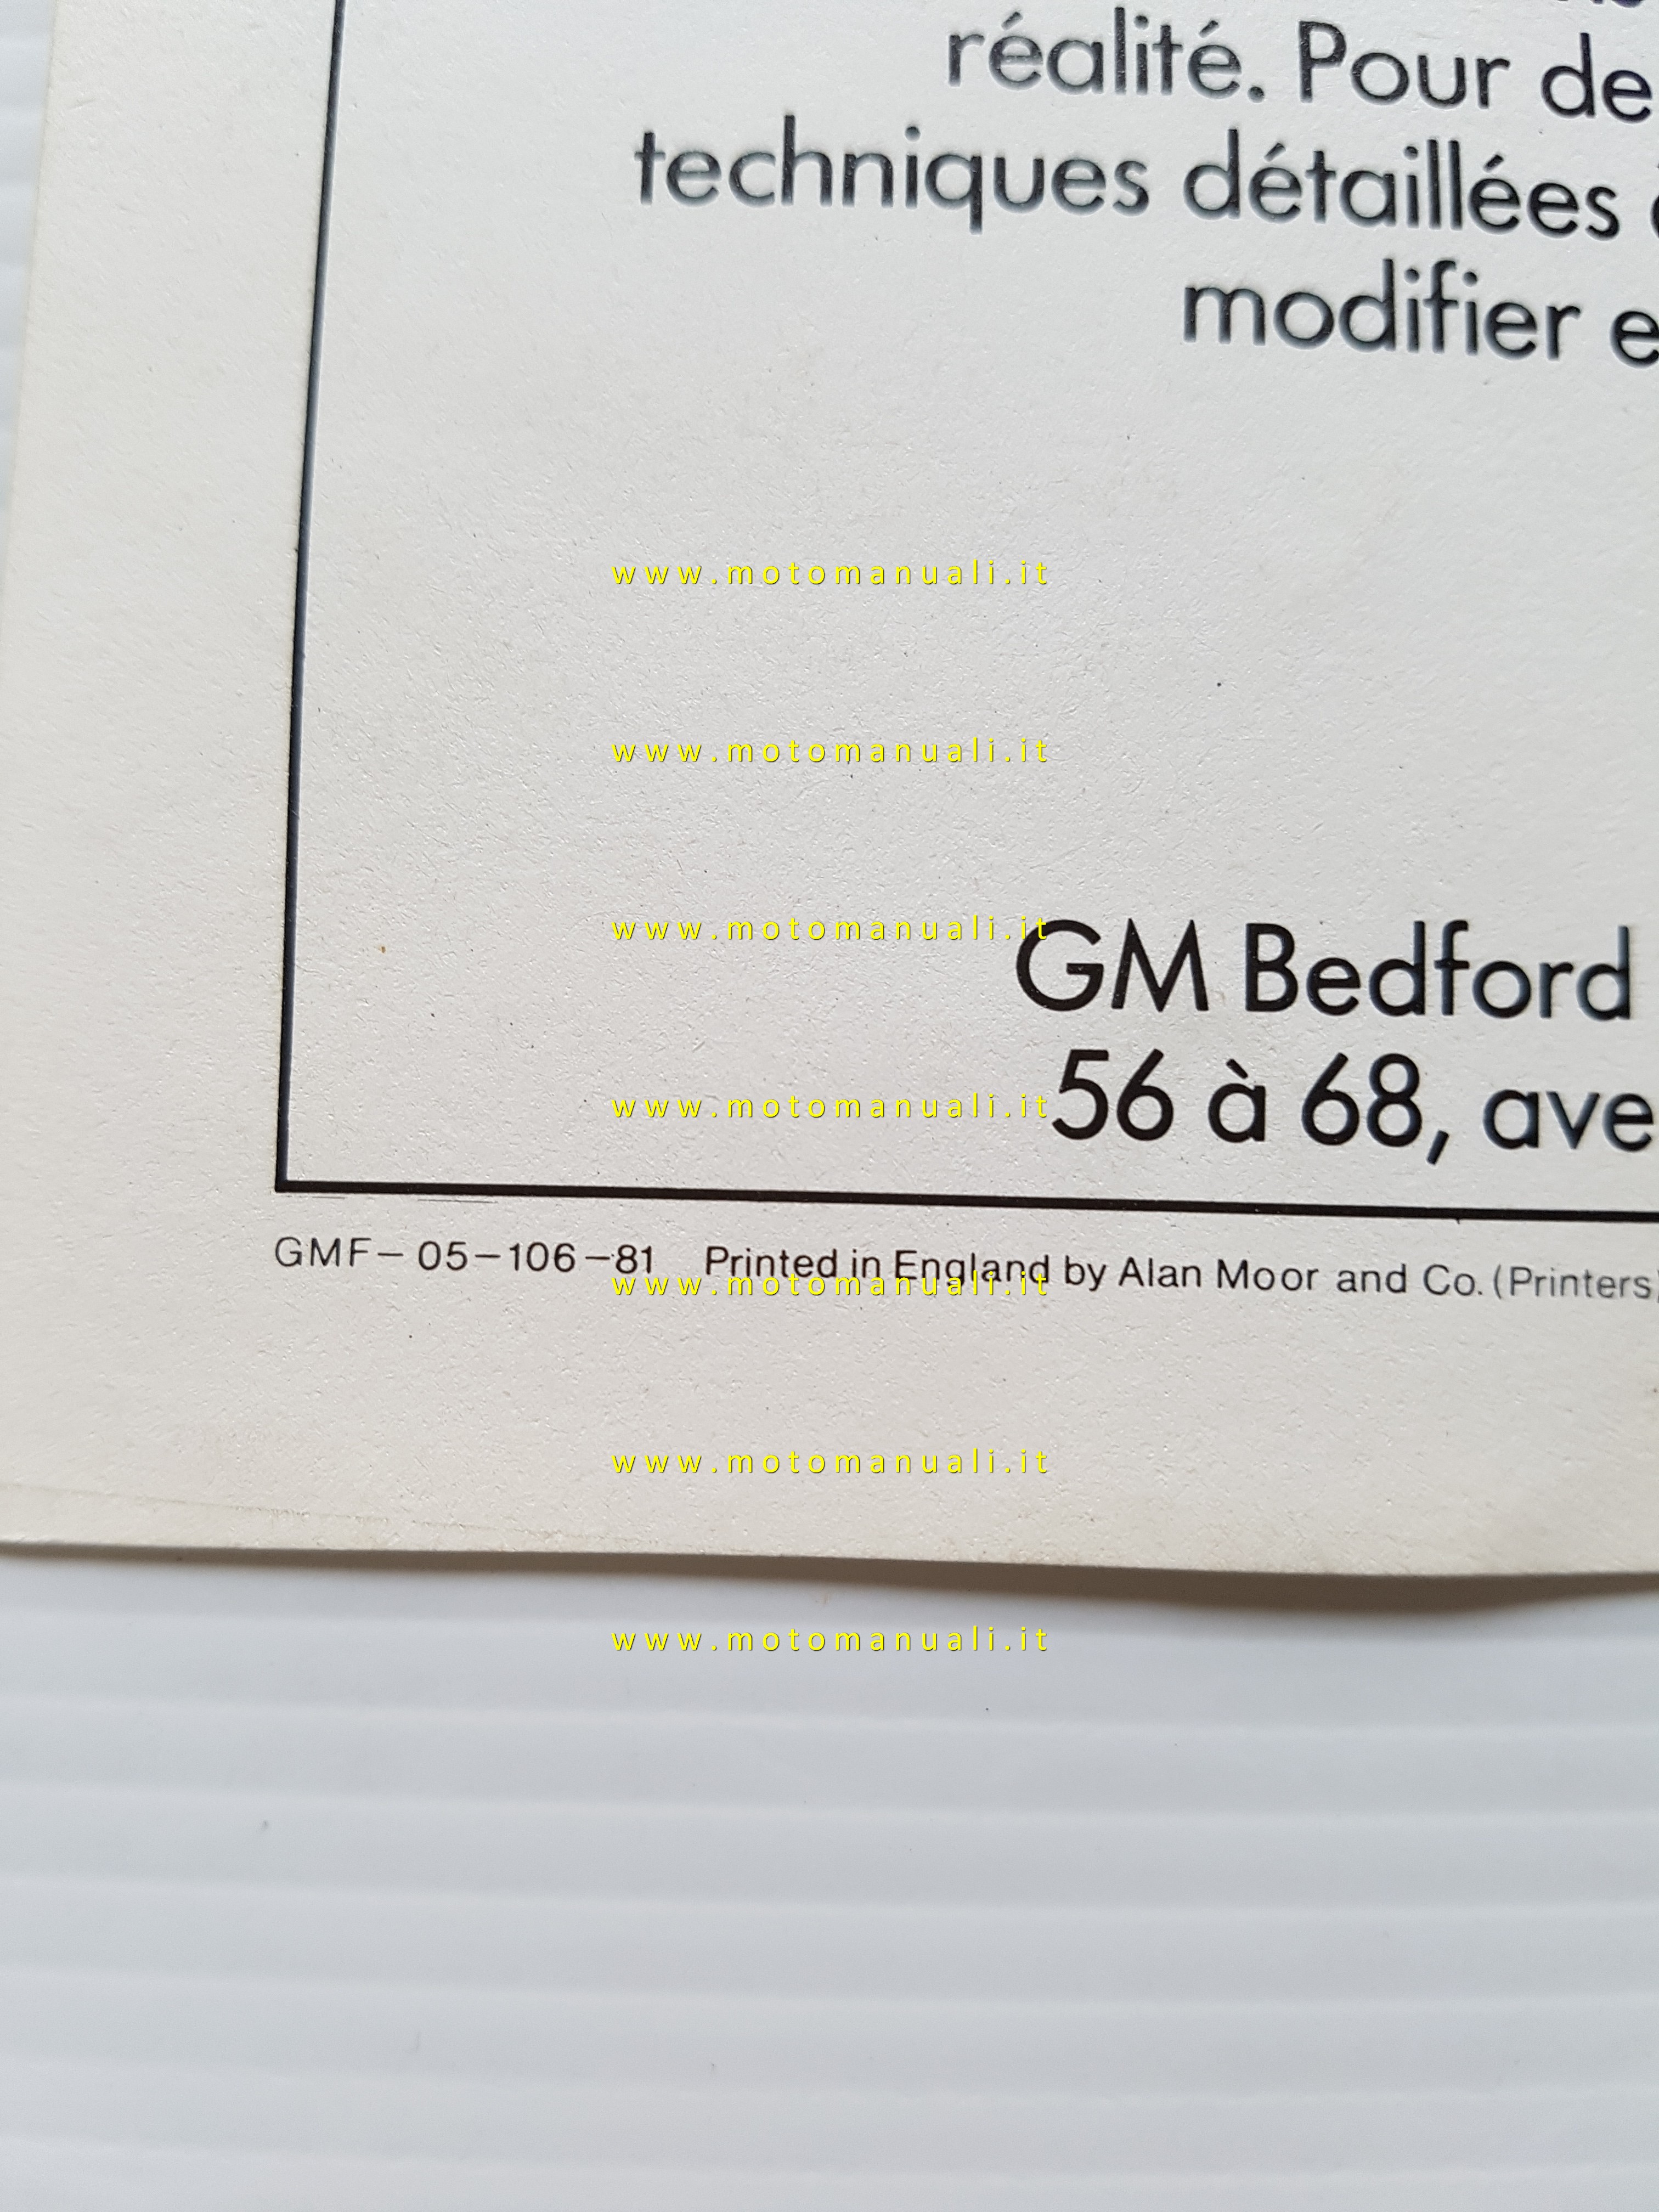 réalité. Pour de
techniques détaillées
modifier e
www.motomanuali.it
www.motomanuali.it
www.motomanuali.it
GM Bedford
www.motomanuali.it
56 à 68, ave
GMF–05–106–81 Printed in England by Alan Moor and Co. (Printers)
www.motomanuali.it
www.motomanuali.it
www.motomanuali.it